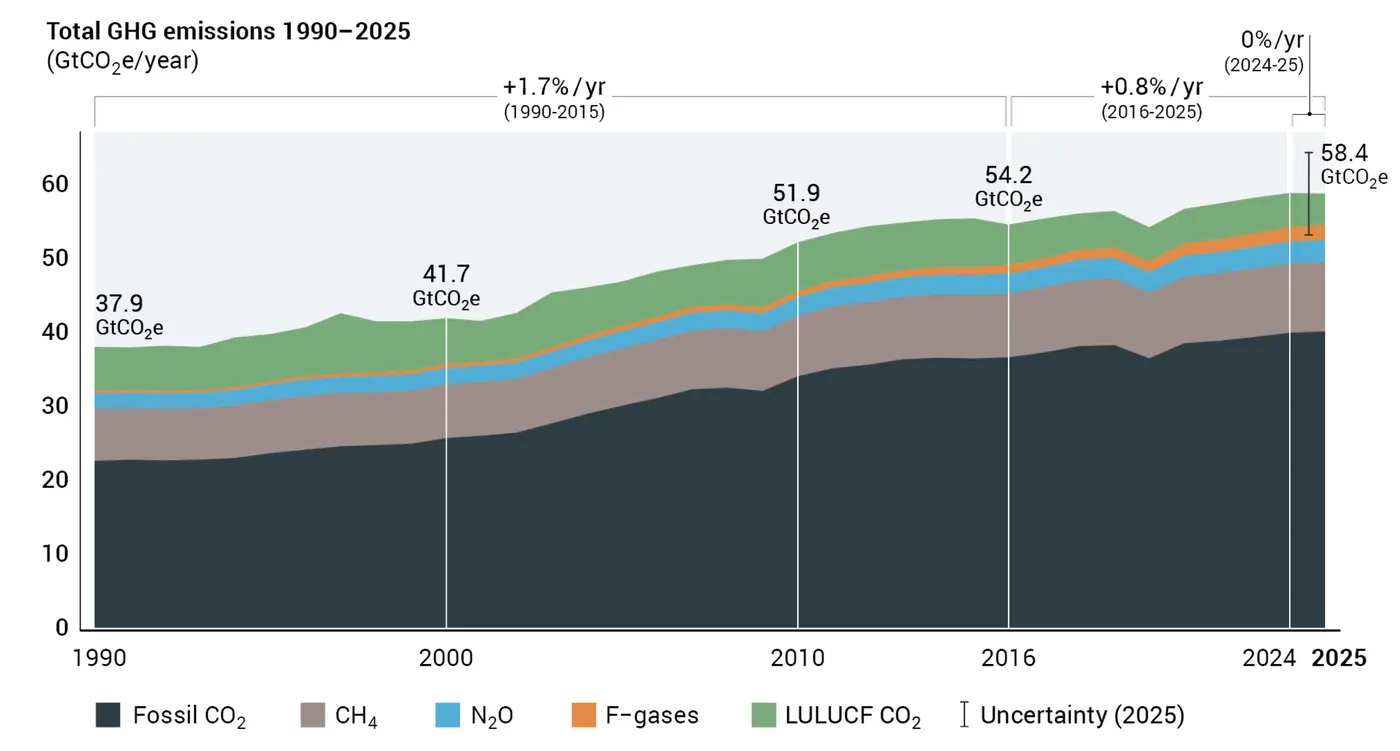 Total GHG emissions 1990–2025
(GtCO₂e/year)
0%/yr
(2024-25)
+1.7%/yr
(1990-2015)
+0.8%/yr
(2016-2025)
60
50
40
30
20
10
0
37.9
GtCO₂e
41.7
GtCO₂e
51.9
GtCO₂e
54.2
GtCO₂e
58.4
GtCO₂e
1990 2000 2010 2016 2024 2025
Fossil CO₂ CH₄ N₂O F-gases LULUCF CO₂ Uncertainty (2025)